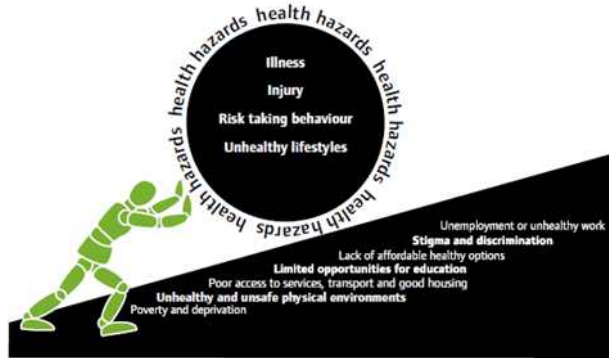 health hazards health hazards health hazards health hazards health hazards
Illness
Injury
Risk taking behaviour
Unhealthy lifestyles
Unemployment or unhealthy work
Stigma and discrimination
Lack of affordable healthy options
Limited opportunities for education
Poor access to services, transport and good housing
Unhealthy and unsafe physical environments
Poverty and deprivation